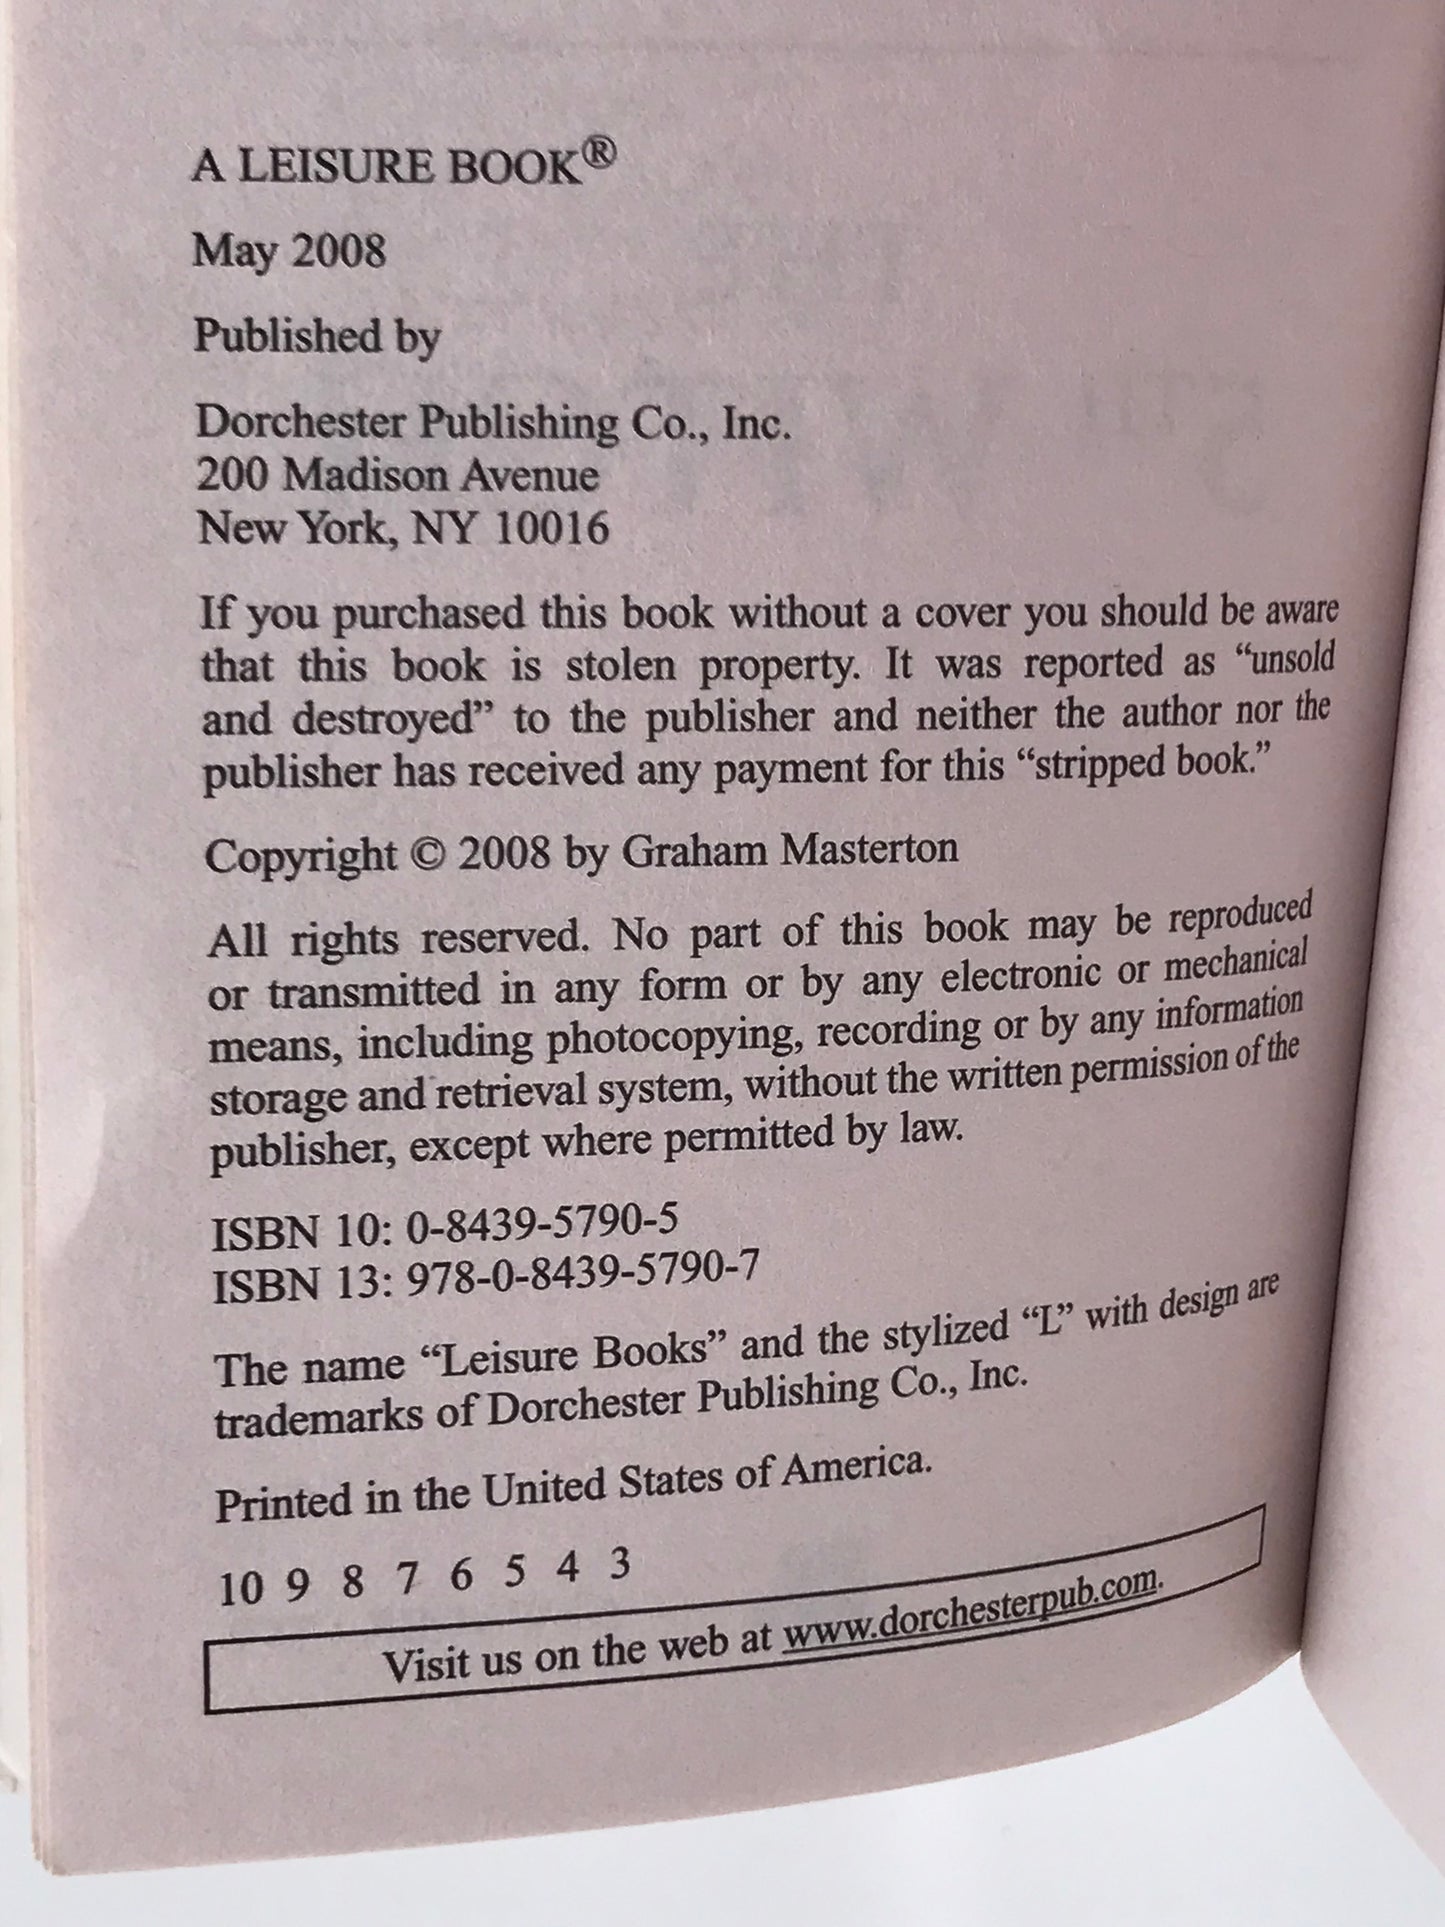 A LEISURE BOOK®
May 2008
Published by
Dorchester Publishing Co., Inc.
200 Madison Avenue
New York, NY 10016
If you purchased this book without a cover you should be aware
that this book is stolen property. It was reported as “unsold
and destroyed” to the publisher and neither the author nor the
publisher has received any payment for this “stripped book.”
Copyright © 2008 by Graham Masterton
All rights reserved. No part of this book may be reproduced
or transmitted in any form or by any electronic or mechanical
means, including photocopying, recording or by any information
storage and retrieval system, without the written permission of the
publisher, except where permitted by law.
ISBN 10: 0-8439-5790-5
ISBN 13: 978-0-8439-5790-7
The name “Leisure Books” and the stylized “L” with design are
trademarks of Dorchester Publishing Co., Inc.
Printed in the United States of America.
10 9 8 7 6 5 4 3
Visit us on the web at www.dorchesterpub.com.